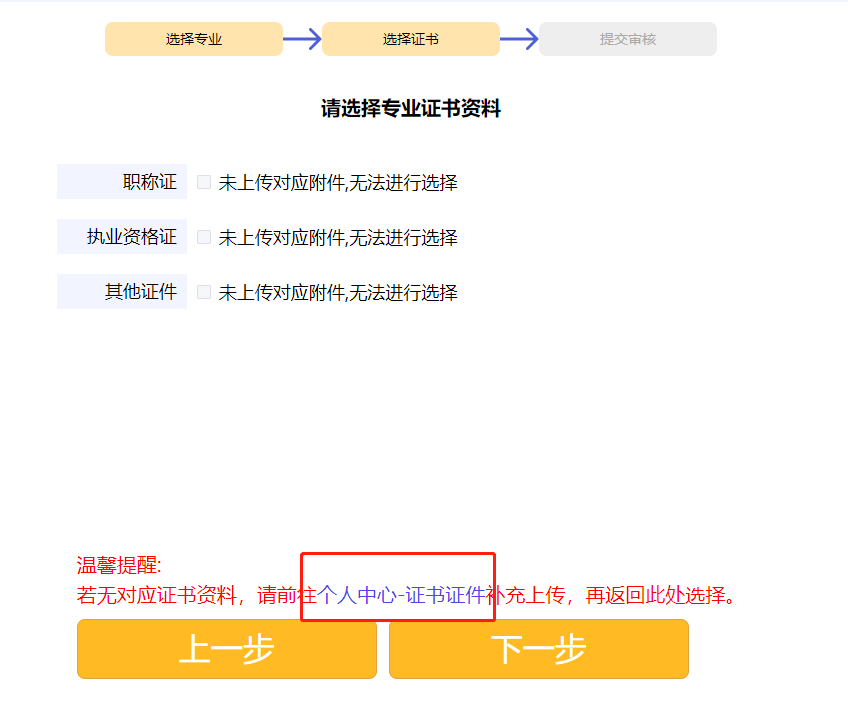 选择专业 选择证书 提交审核
请选择专业证书资料
职称证 未上传对应附件,无法进行选择
执业资格证 未上传对应附件,无法进行选择
其他证件 未上传对应附件,无法进行选择
温馨提醒:
若无对应证书资料，请前往个人中心-证书证件补充上传，再返回此处选择。
上一步 下一步